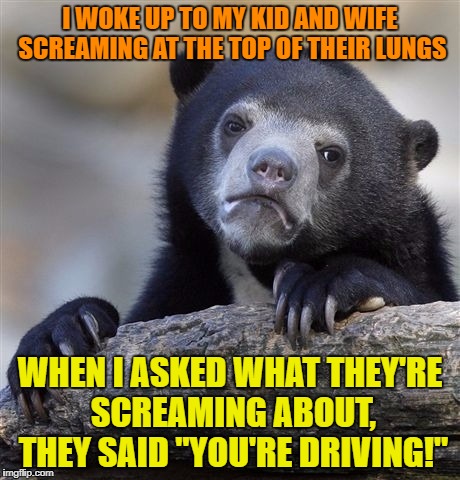 I WOKE UP TO MY KID AND WIFE
SCREAMING AT THE TOP OF THEIR LUNGS
WHEN I ASKED WHAT THEY'RE
SCREAMING ABOUT,
THEY SAID "YOU'RE DRIVING!"
imgflip.com